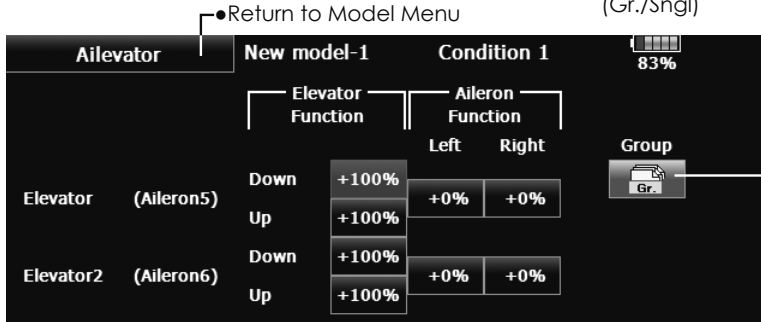 ●Return to Model Menu
(Gr./Sngl)
Ailevator New model-1 Condition 1 83%
Elevator Function
Aileron Function
Left Right Group
Elevator (Aileron5) Down +100% +0% +0% Gr.
Up +100%
Elevator2 (Aileron6) Down +100% +0% +0%
Up +100%